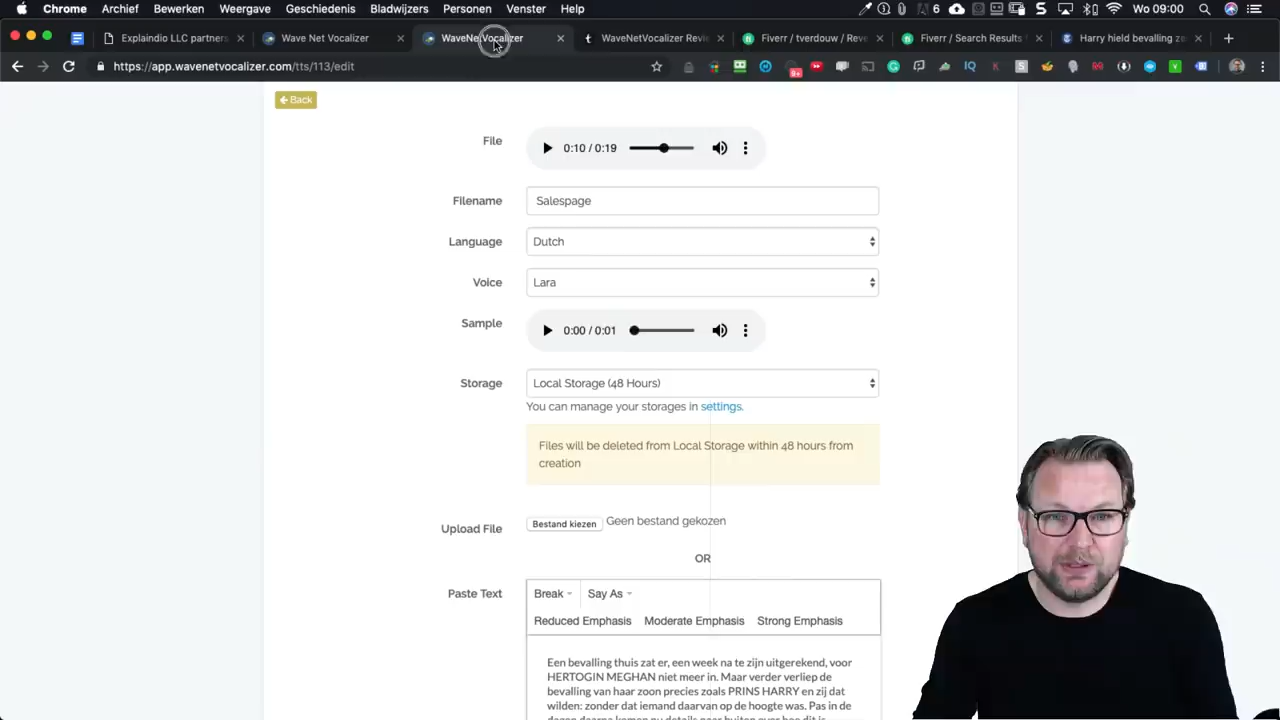 Chrome Archief Bewerken Weergave Geschiedenis Bladwijzers Personen Venster Help Wo 09:00
Explaindio LLC partners Wave Net Vocalizer WaveNet Vocalizer WaveNetVocalizer Revie Fiverr / tverdouw / Reve Fiverr / Search Results Harry hield bevalling ze
https://app.wavenetvocalizer.com/tts/113/edit
Back
File
0:10 / 0:19
Filename Salespage
Language Dutch
Voice Lara
Sample
0:00 / 0:01
Storage Local Storage (48 Hours)
You can manage your storages in settings.
Files will be deleted from Local Storage within 48 hours from
creation
Upload File Bestand kiezen Geen bestand gekozen
OR
Paste Text Break Say As
Reduced Emphasis Moderate Emphasis Strong Emphasis
Een bevalling thuis zat er, een week na te zijn uitgerekend, voor
HERTOGIN MEGHAN niet meer in. Maar verder verliep de
bevalling van haar zoon precies zoals PRINS HARRY en zij dat
wilden: zonder dat iemand daarvan op de hoogte was. Pas in de